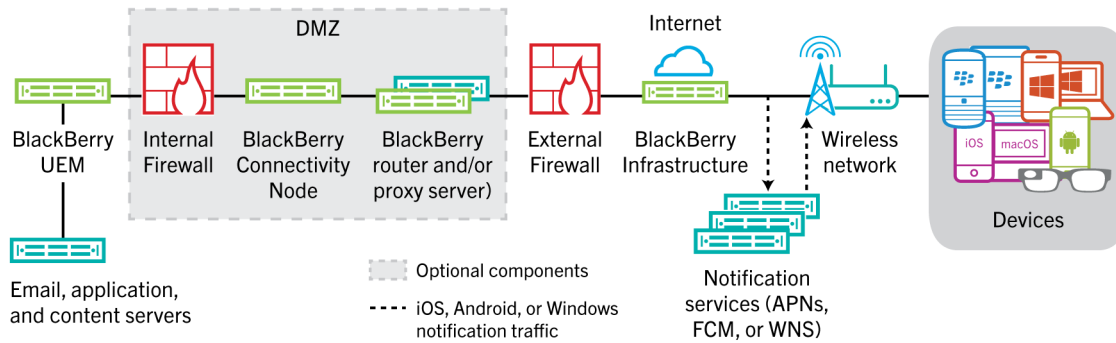 DMZ
Internet
BlackBerry
UEM
Internal
Firewall
BlackBerry
Connectivity
Node
BlackBerry
router and/or
proxy server)
External
Firewall
BlackBerry
Infrastructure
Wireless
network
iOS
macOS
Devices
Email, application,
and content servers
Optional components
iOS, Android, or Windows
notification traffic
Notification
services (APNs,
FCM, or WNS)